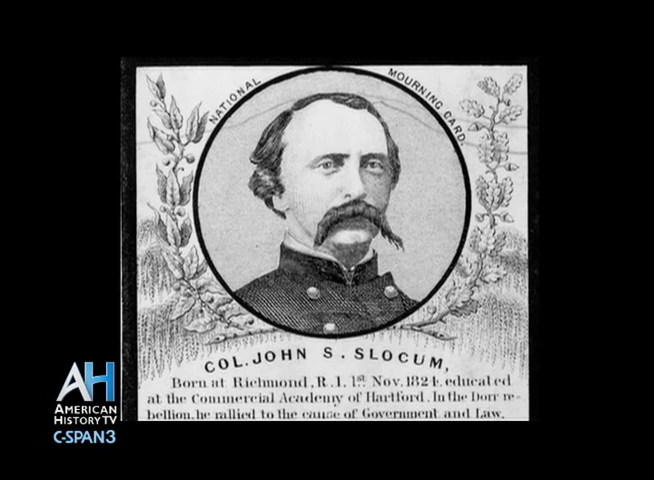 NATIONAL MOURNING CARD.
COL. JOHN S. SLOCUM,
Born at Richmond, R.I. 1st Nov. 1824. educated
at the Commercial Academy of Hartford. In the Dorr re-
bellion, he rallied to the cause of Government and Law.
AH
AMERICAN
HISTORY TV
C-SPAN3